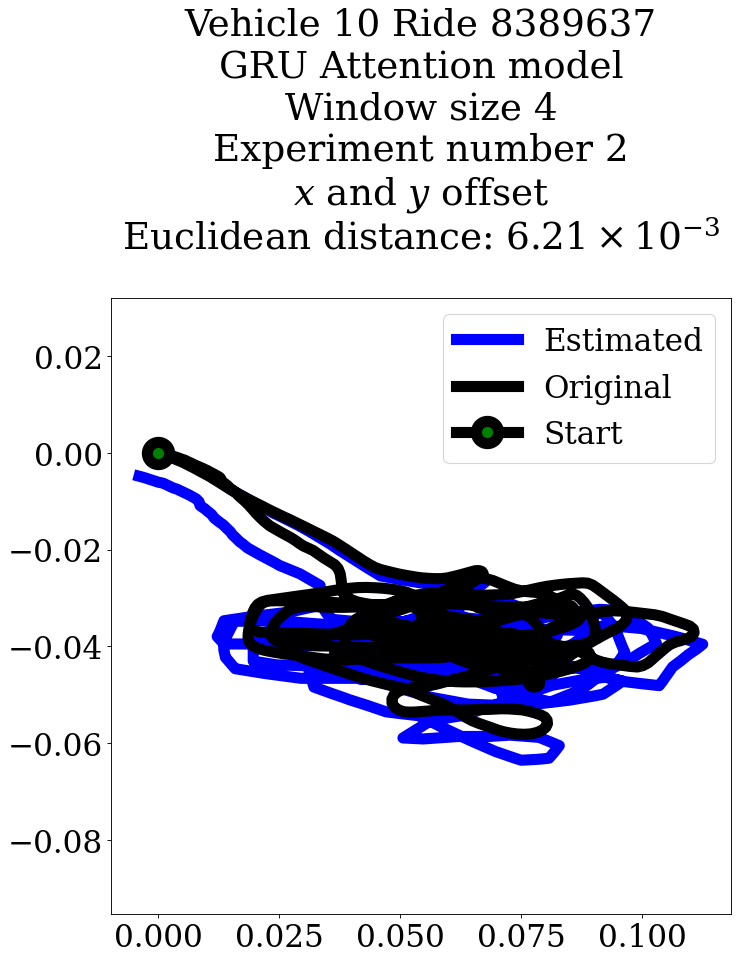 Vehicle 10 Ride 8389637
GRU Attention model
Window size 4
Experiment number 2
x and y offset
Euclidean distance: 6.21 × 10⁻³
Estimated
Original
Start
0.02
0.00
−0.02
−0.04
−0.06
−0.08
0.000 0.025 0.050 0.075 0.100